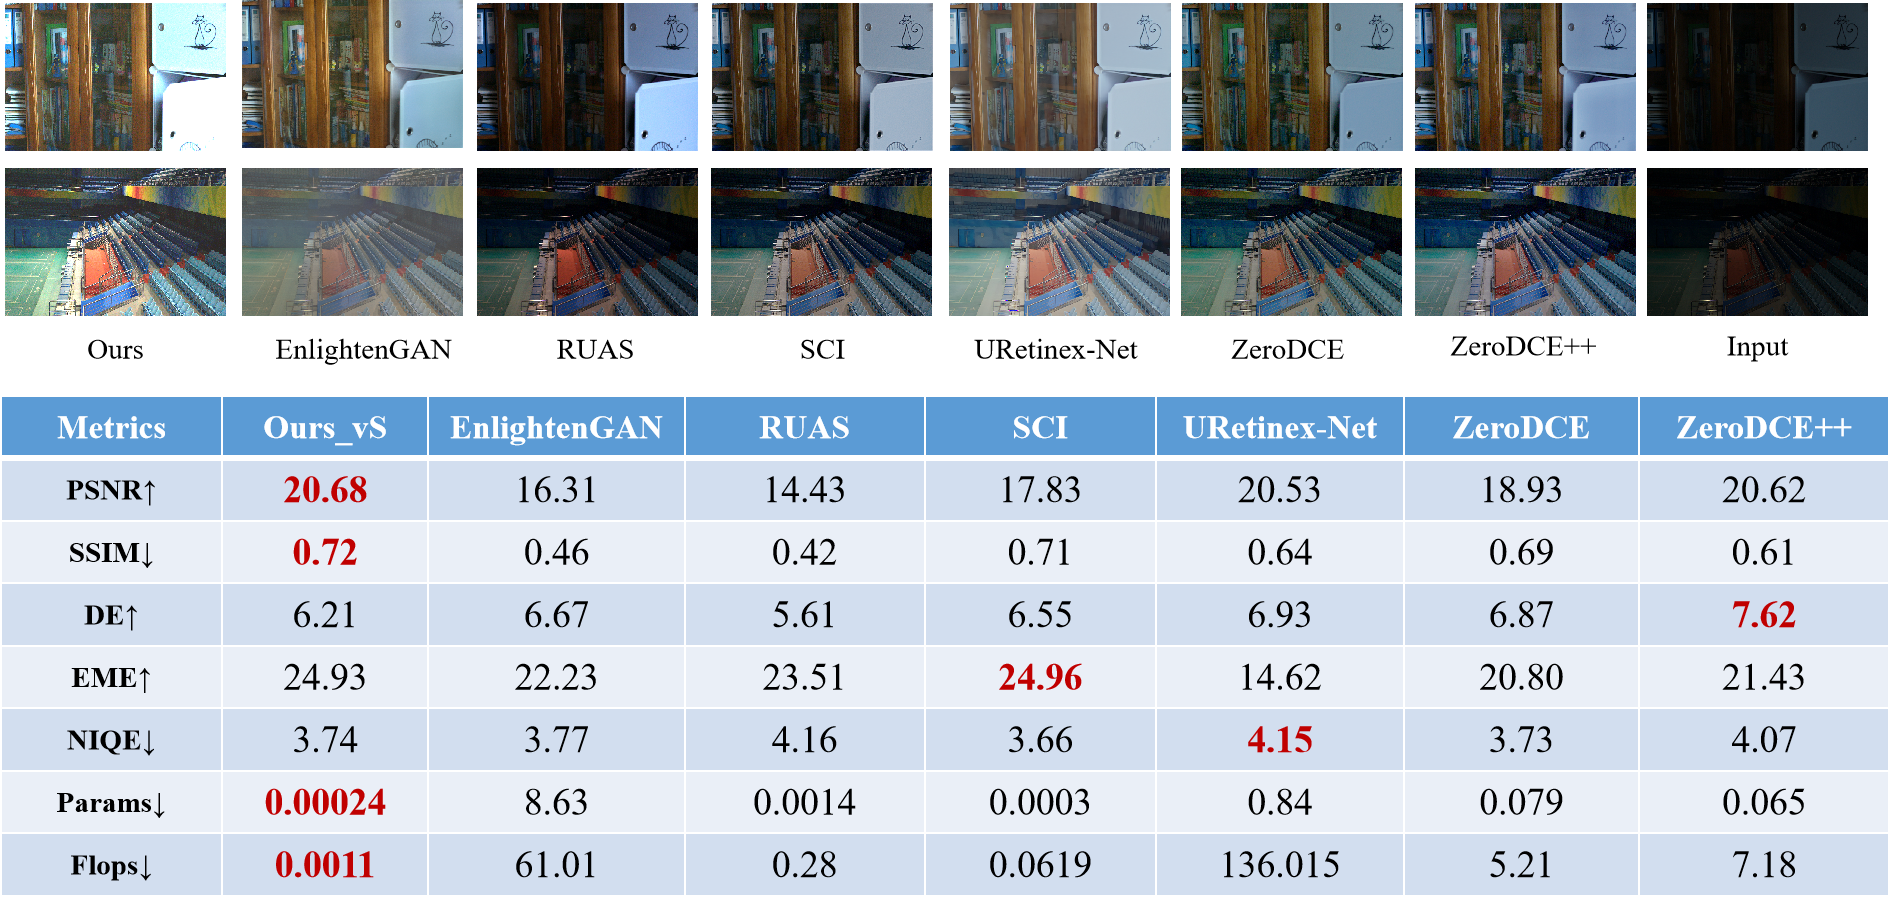 Ours EnlightenGAN RUAS SCI URetinex-Net ZeroDCE ZeroDCE++ Input
Metrics Ours_vS EnlightenGAN RUAS SCI URetinex-Net ZeroDCE ZeroDCE++
PSNR↑ 20.68 16.31 14.43 17.83 20.53 18.93 20.62
SSIM↓ 0.72 0.46 0.42 0.71 0.64 0.69 0.61
DE↑ 6.21 6.67 5.61 6.55 6.93 6.87 7.62
EME↑ 24.93 22.23 23.51 24.96 14.62 20.80 21.43
NIQE↓ 3.74 3.77 4.16 3.66 4.15 3.73 4.07
Params↓ 0.00024 8.63 0.0014 0.0003 0.84 0.079 0.065
Flops↓ 0.0011 61.01 0.28 0.0619 136.015 5.21 7.18